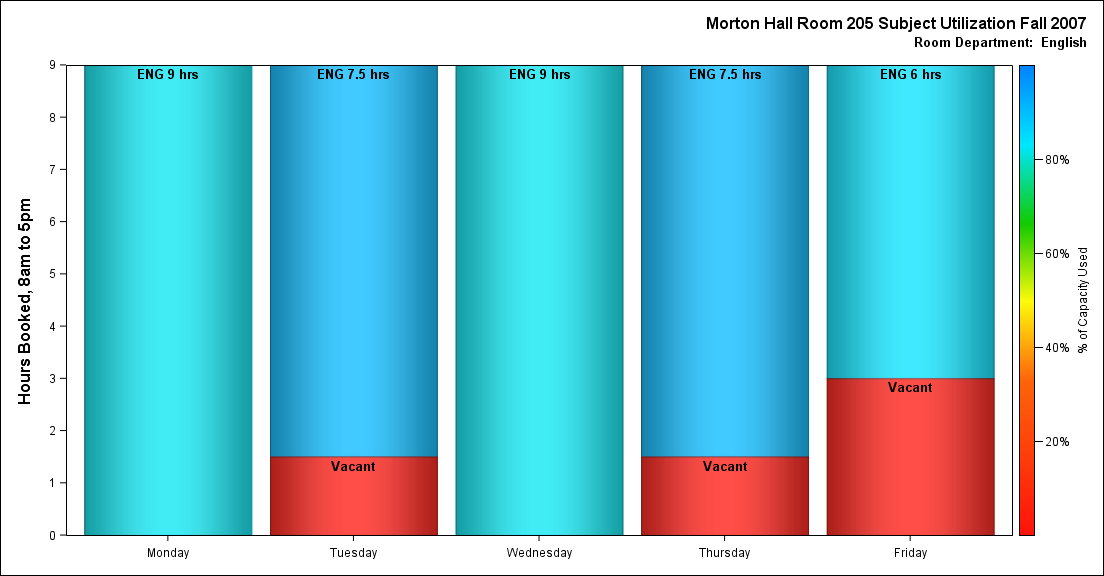 Morton Hall Room 205 Subject Utilization Fall 2007
Room Department: English
Hours Booked, 8am to 5pm
9
8
7
6
5
4
3
2
1
0
ENG 9 hrs
ENG 7.5 hrs
ENG 9 hrs
ENG 7.5 hrs
ENG 6 hrs
Vacant
Vacant
Vacant
Monday
Tuesday
Wednesday
Thursday
Friday
80%
60%
40%
20%
% of Capacity Used